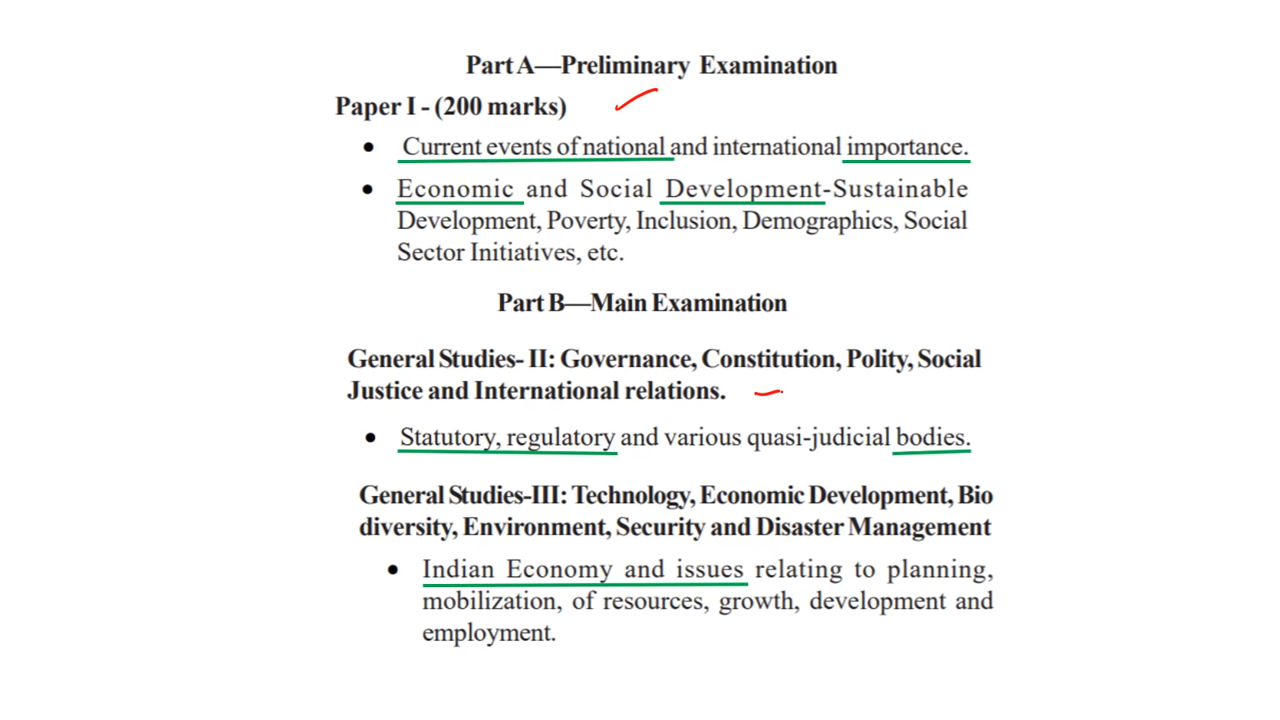 Part A—Preliminary Examination
Paper I - (200 marks)
• Current events of national and international importance.
• Economic and Social Development-Sustainable
Development, Poverty, Inclusion, Demographics, Social
Sector Initiatives, etc.
Part B—Main Examination
General Studies- II: Governance, Constitution, Polity, Social
Justice and International relations.
• Statutory, regulatory and various quasi-judicial bodies.
General Studies-III: Technology, Economic Development, Bio
diversity, Environment, Security and Disaster Management
• Indian Economy and issues relating to planning,
mobilization, of resources, growth, development and
employment.